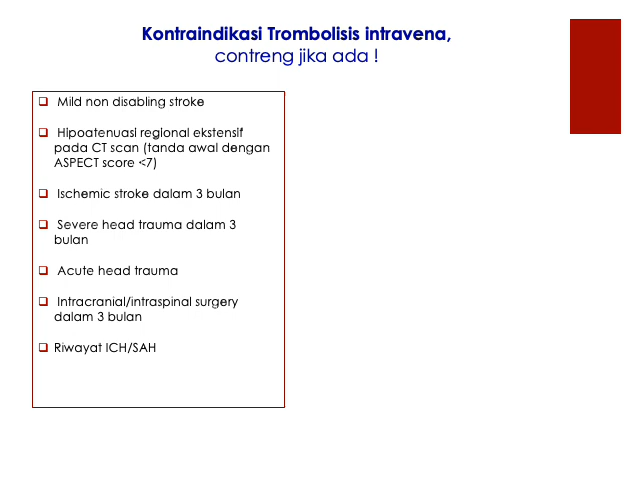 Kontraindikasi Trombolisis intravena,
contreng jika ada !
❑ Mild non disabling stroke
❑ Hipoatenuasi regional ekstensif
pada CT scan (tanda awal dengan
ASPECT score <7)
❑ Ischemic stroke dalam 3 bulan
❑ Severe head trauma dalam 3
bulan
❑ Acute head trauma
❑ Intracranial/intraspinal surgery
dalam 3 bulan
❑ Riwayat ICH/SAH